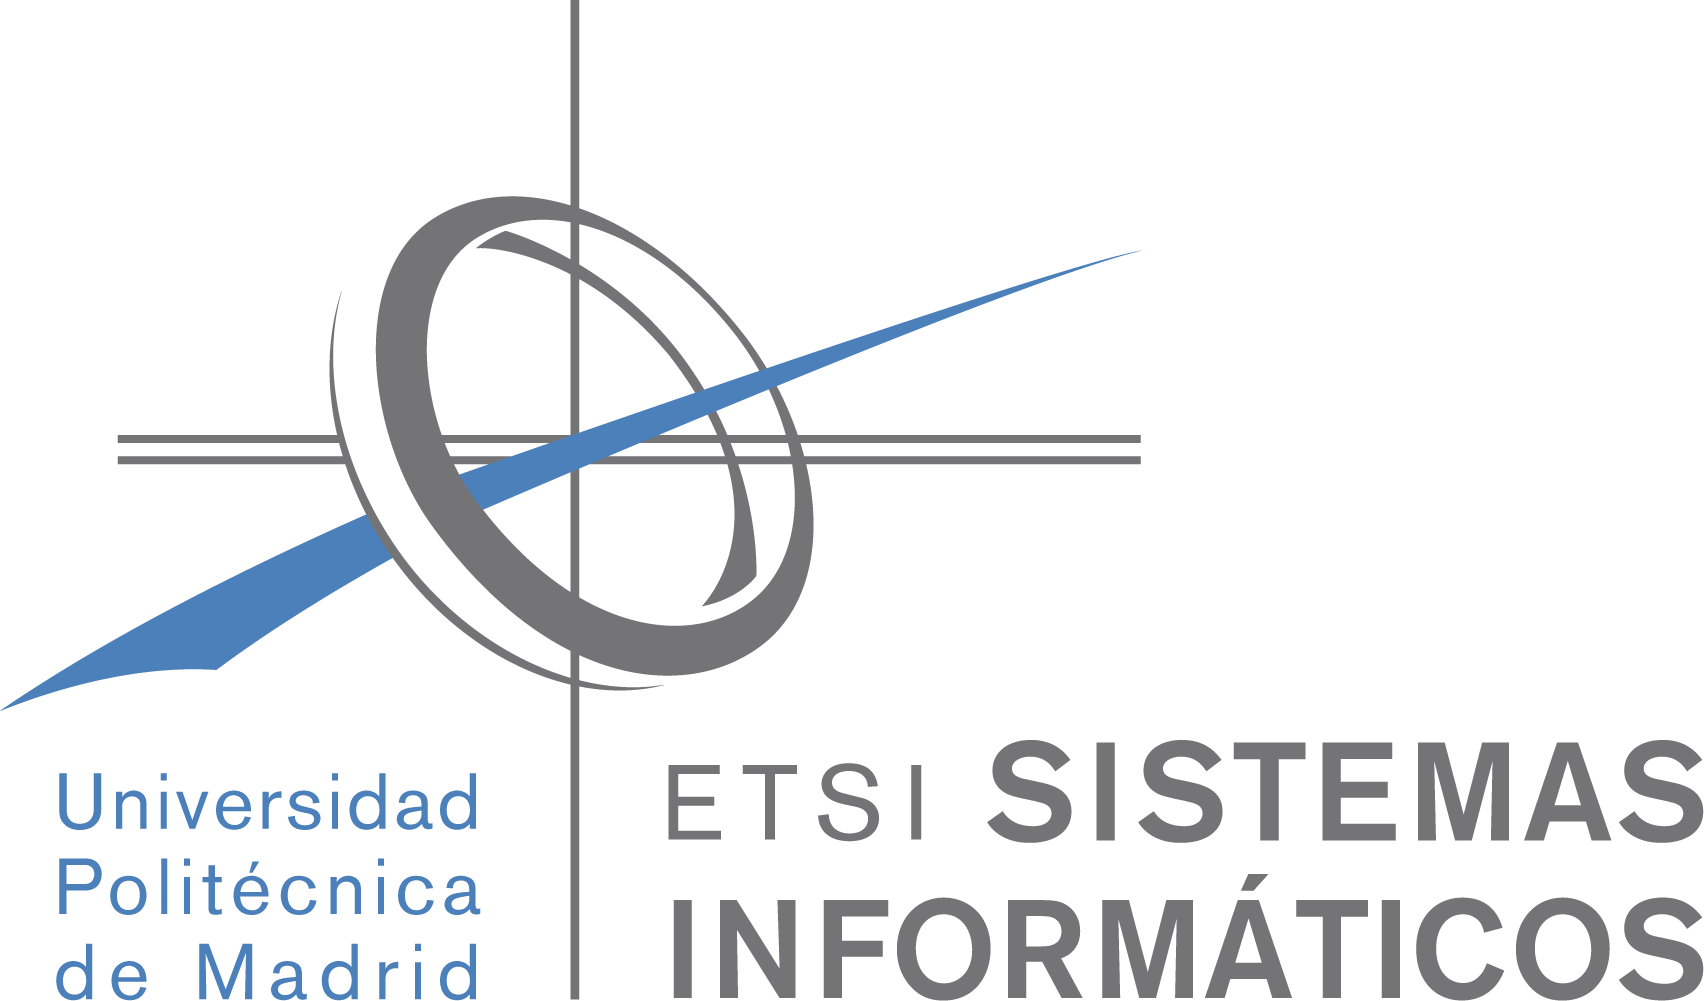 Universidad
Politécnica
de Madrid
ETSI SISTEMAS
INFORMÁTICOS